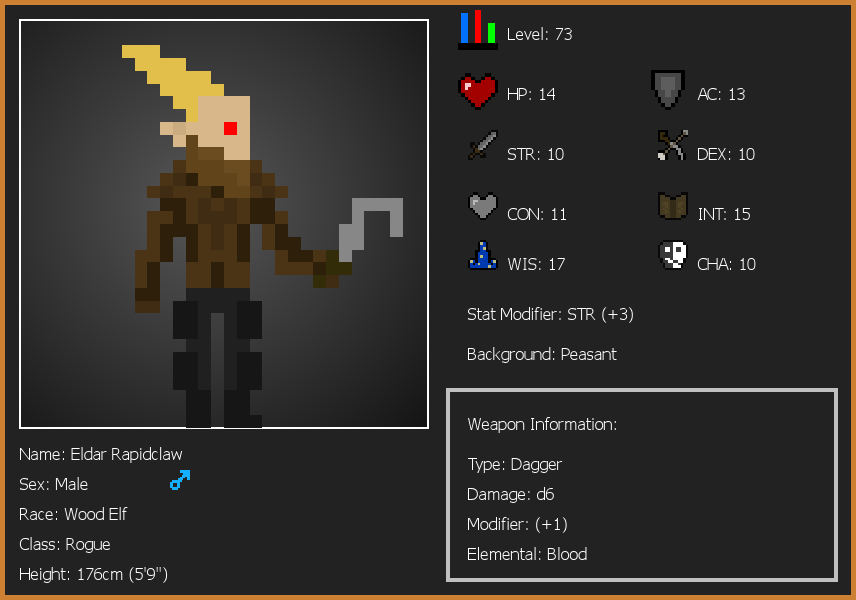 Level: 73
HP: 14
AC: 13
STR: 10
DEX: 10
CON: 11
INT: 15
WIS: 17
CHA: 10
Stat Modifier: STR (+3)
Background: Peasant
Weapon Information:
Type: Dagger
Damage: d6
Modifier: (+1)
Elemental: Blood
Name: Eldar Rapidclaw
Sex: Male
Race: Wood Elf
Class: Rogue
Height: 176cm (5'9")